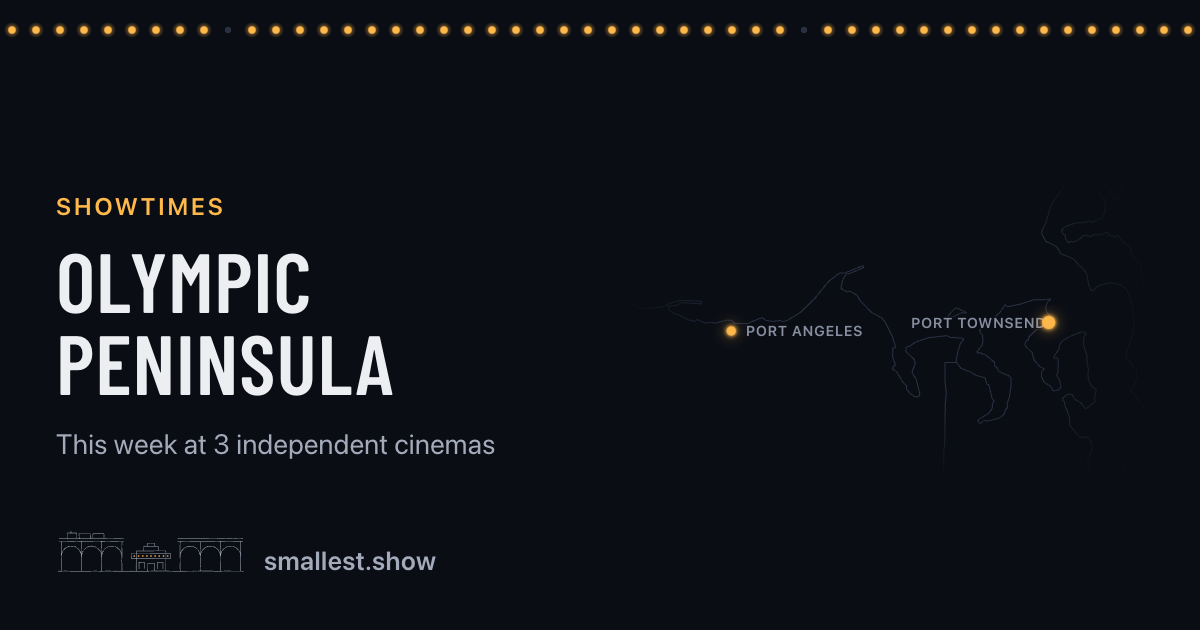 SHOWTIMES
OLYMPIC
PENINSULA
This week at 3 independent cinemas
smallest.show
PORT ANGELES
PORT TOWNSEND